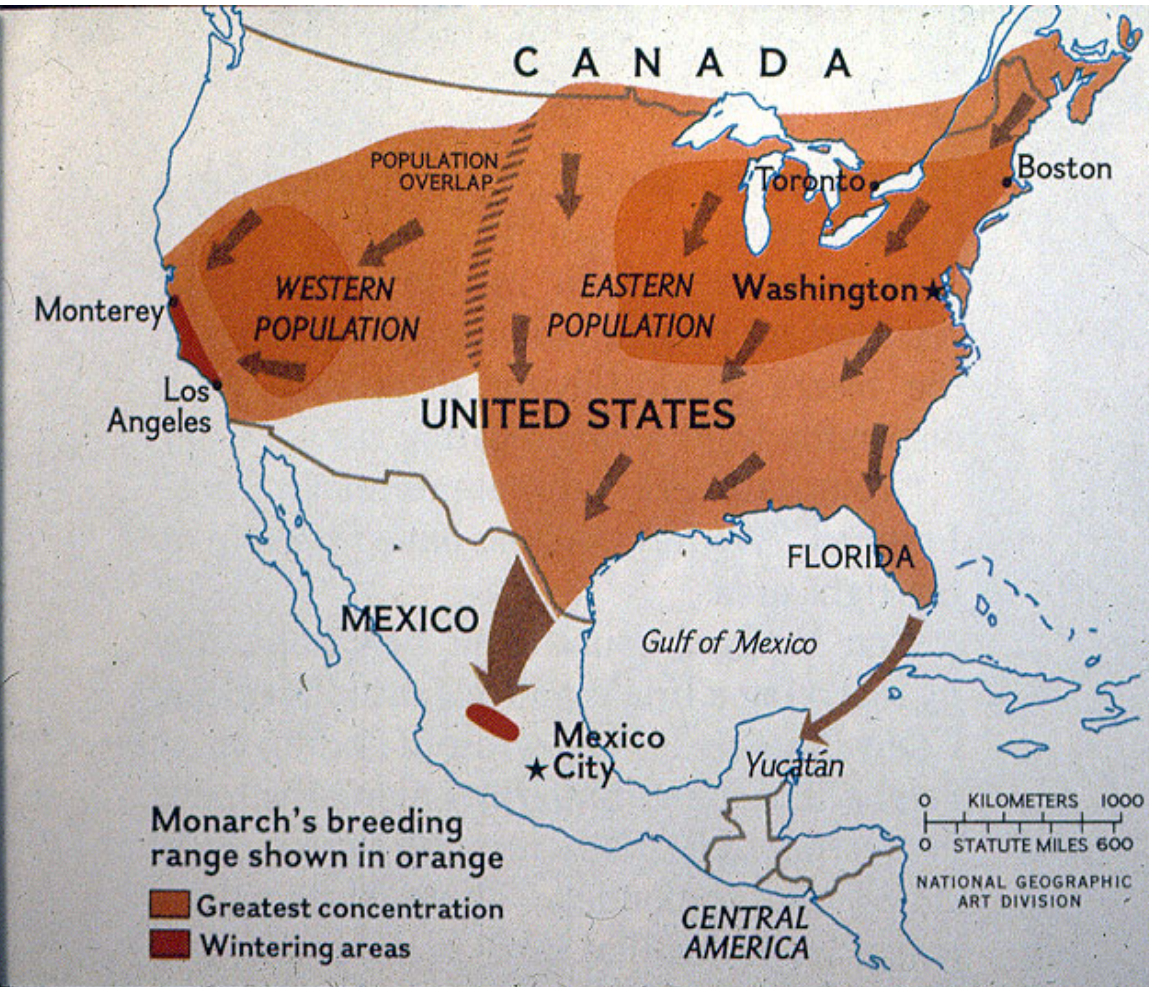 CANADA
POPULATION
OVERLAP
Toronto
Boston
WESTERN
POPULATION
EASTERN
POPULATION
Washington
Monterey
Los
Angeles
UNITED STATES
FLORIDA
MEXICO
Gulf of Mexico
Mexico
City
Yucatán
0 KILOMETERS 1000
0 STATUTE MILES 600
NATIONAL GEOGRAPHIC
ART DIVISION
Monarch's breeding
range shown in orange
Greatest concentration
Wintering areas
CENTRAL
AMERICA